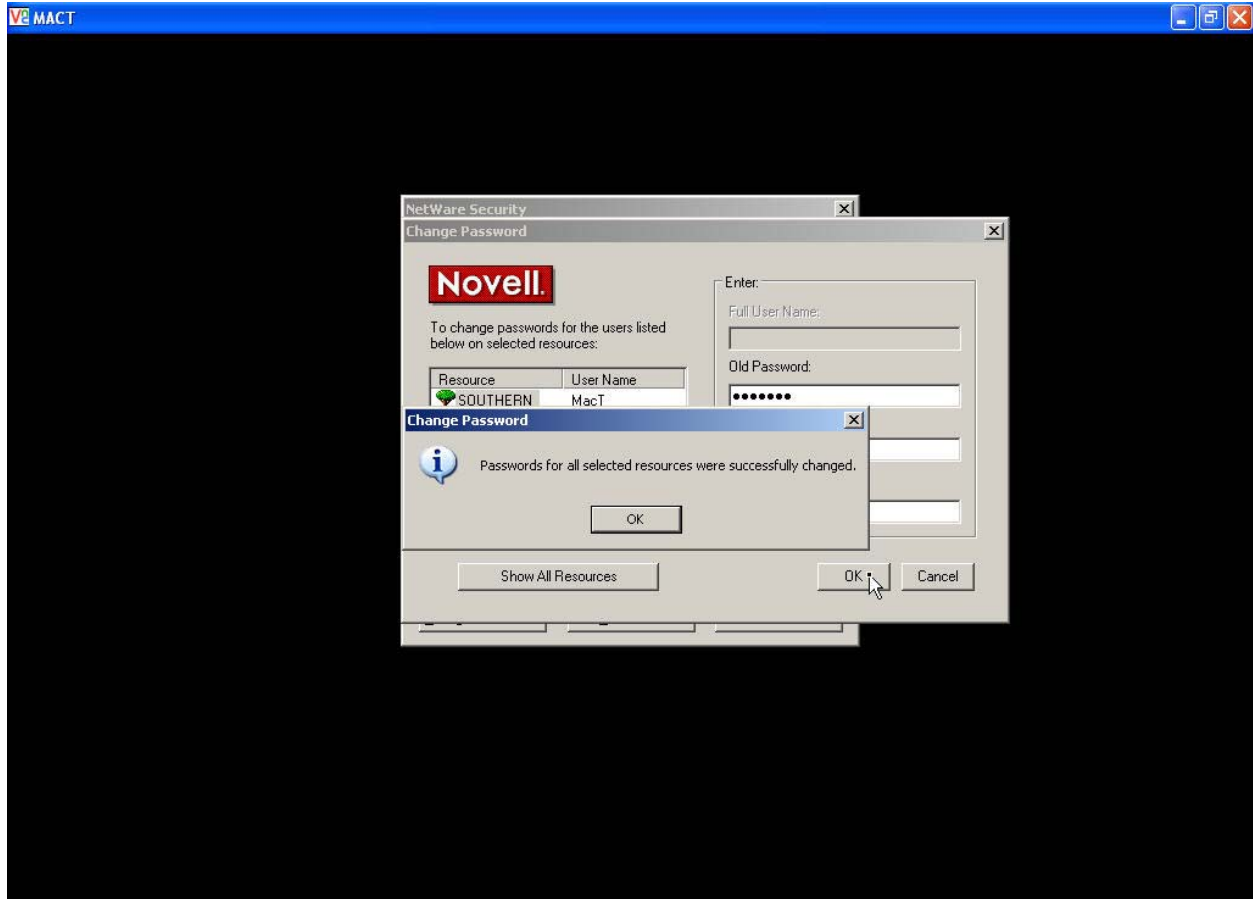 MACT
NetWare Security
Change Password
Novell.
To change passwords for the users listed
below on selected resources:
Resource User Name
SOUTHERN MacT
Enter:
Full User Name:
Old Password:
Change Password
Passwords for all selected resources were successfully changed.
OK
Show All Resources
OK
Cancel